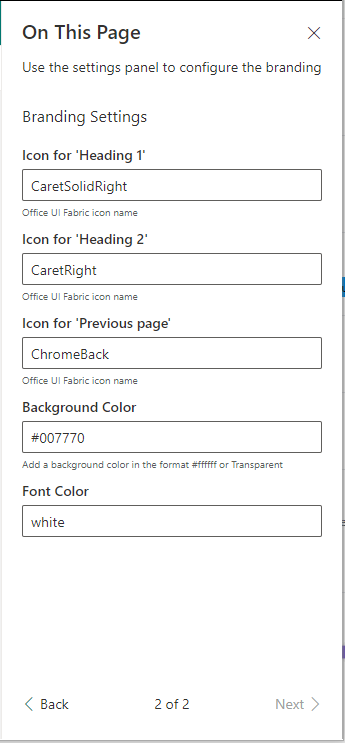 On This Page
Use the settings panel to configure the branding
Branding Settings
Icon for 'Heading 1'
CaretSolidRight
Office UI Fabric icon name
Icon for 'Heading 2'
CaretRight
Office UI Fabric icon name
Icon for 'Previous page'
ChromeBack
Office UI Fabric icon name
Background Color
#007770
Add a background color in the format #ffffff or Transparent
Font Color
white
Back 2 of 2 Next